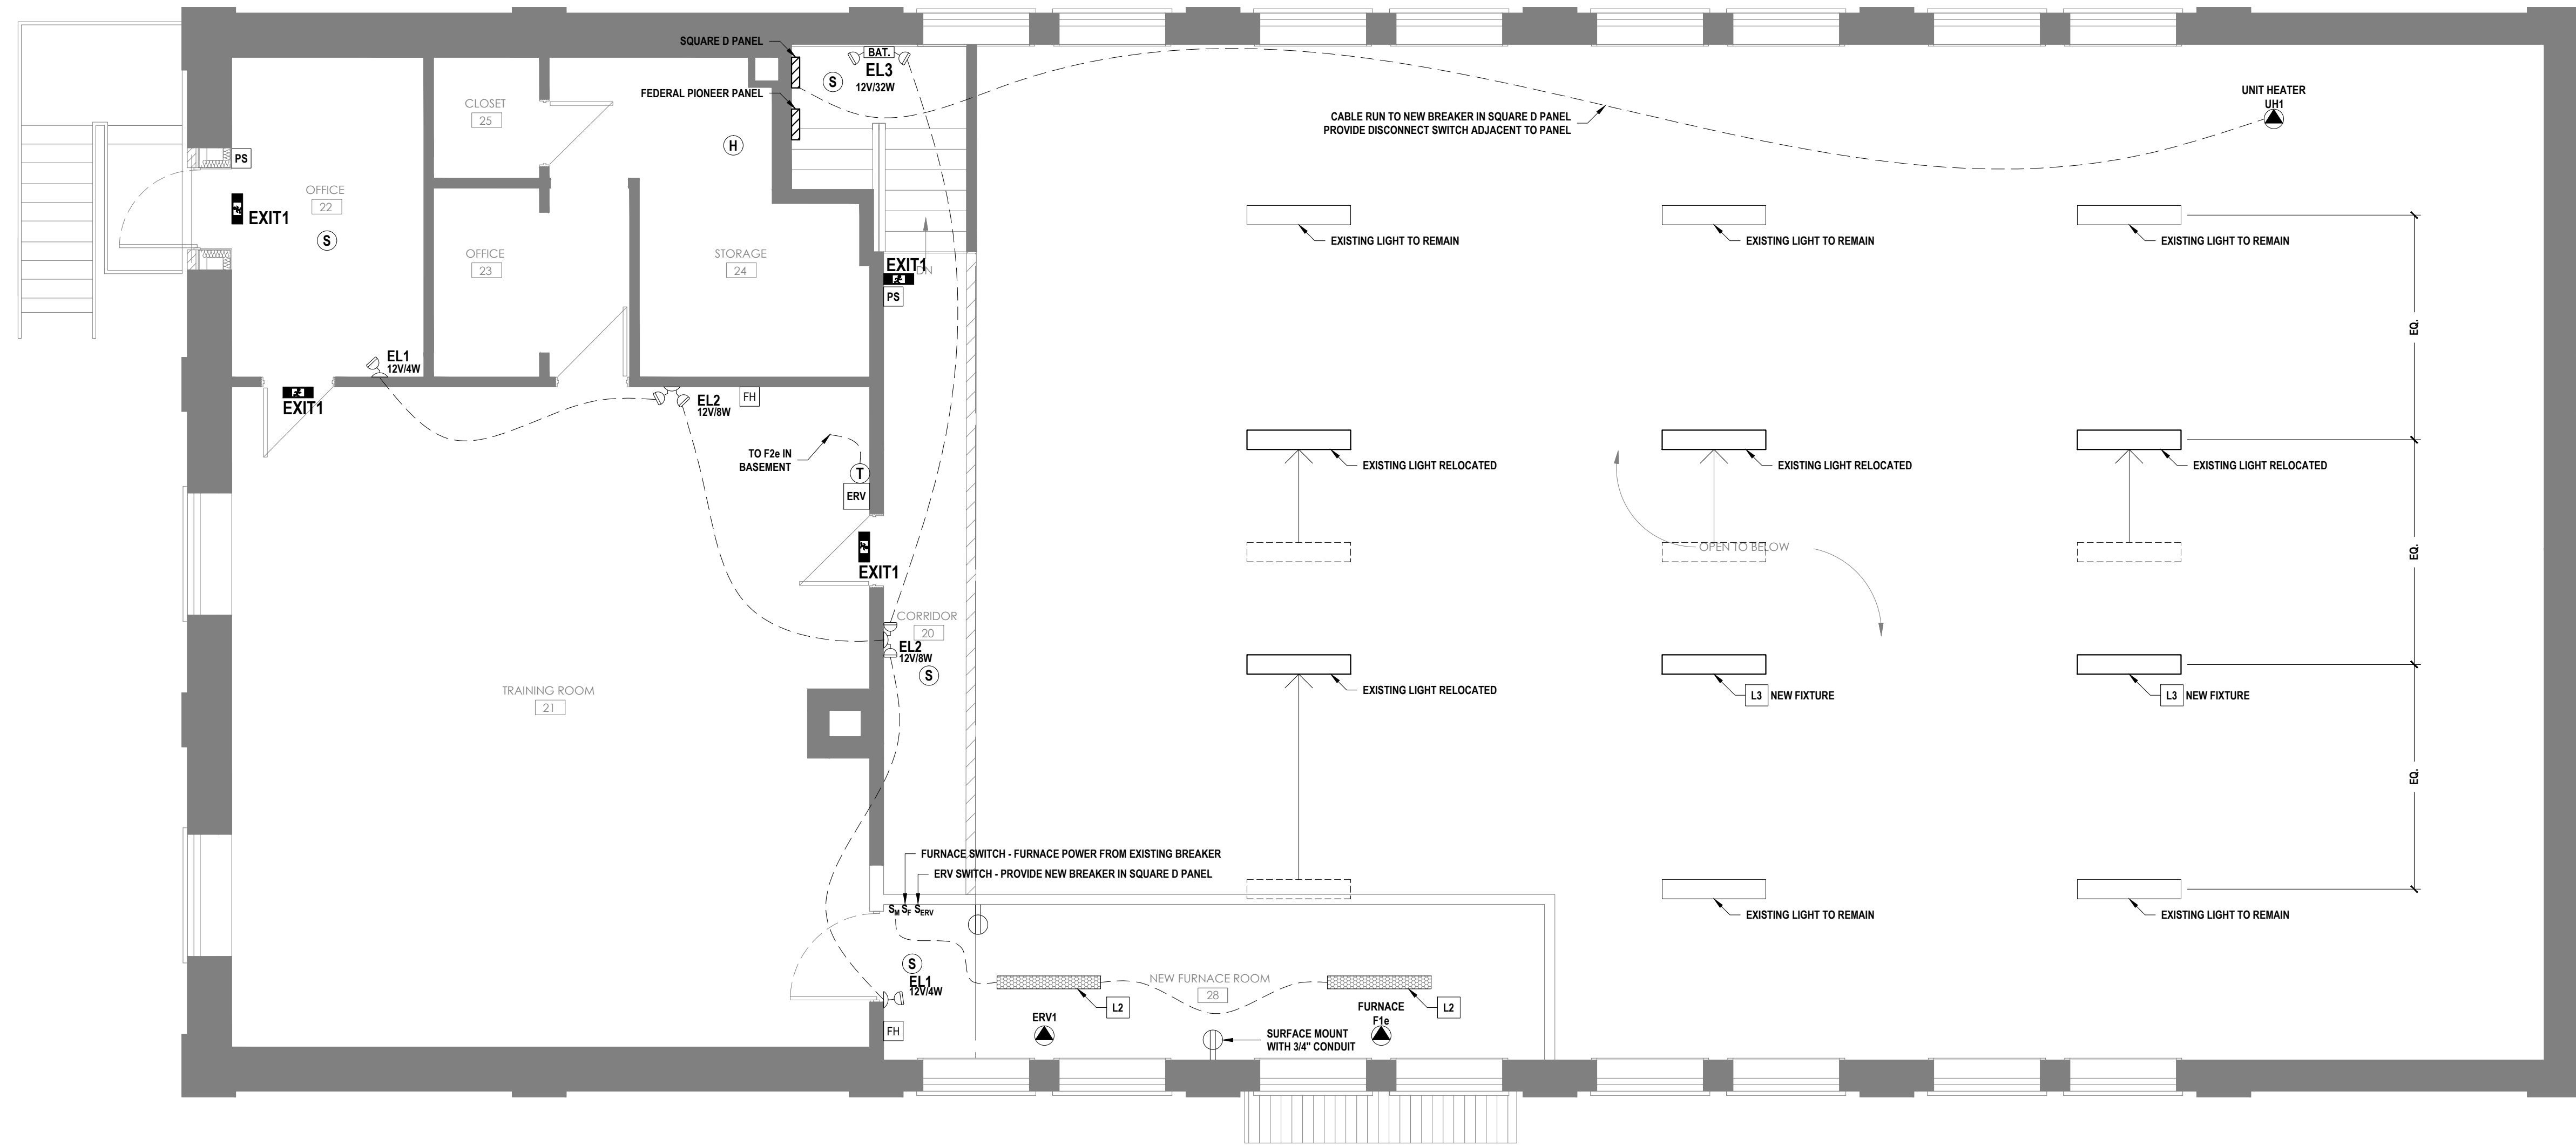 SQUARE D PANEL
BAT.
EL3
12V/32W
S
FEDERAL PIONEER PANEL
UNIT HEATER
UH1
CABLE RUN TO NEW BREAKER IN SQUARE D PANEL
PROVIDE DISCONNECT SWITCH ADJACENT TO PANEL
CLOSET
25
H
PS
OFFICE
22
EXIT1
S
OFFICE
23
STORAGE
24
EXIT1
DN
PS
EXISTING LIGHT TO REMAIN
EXISTING LIGHT TO REMAIN
EXISTING LIGHT TO REMAIN
EQ.
EL1
12V/4W
EXIT1
EL2
12V/8W
FH
TO F2e IN
BASEMENT
T
ERV
EXISTING LIGHT RELOCATED
EXISTING LIGHT RELOCATED
EXISTING LIGHT RELOCATED
OPEN TO BELOW
EQ.
EXIT1
CORRIDOR
20
EL2
12V/8W
S
TRAINING ROOM
21
EXISTING LIGHT RELOCATED
L3 NEW FIXTURE
L3 NEW FIXTURE
EQ.
FURNACE SWITCH - FURNACE POWER FROM EXISTING BREAKER
ERV SWITCH - PROVIDE NEW BREAKER IN SQUARE D PANEL
SM SF SERV
EXISTING LIGHT TO REMAIN
EXISTING LIGHT TO REMAIN
S
EL1
12V/4W
NEW FURNACE ROOM
28
L2
L2
FH
ERV1
FURNACE
F1e
SURFACE MOUNT
WITH 3/4" CONDUIT